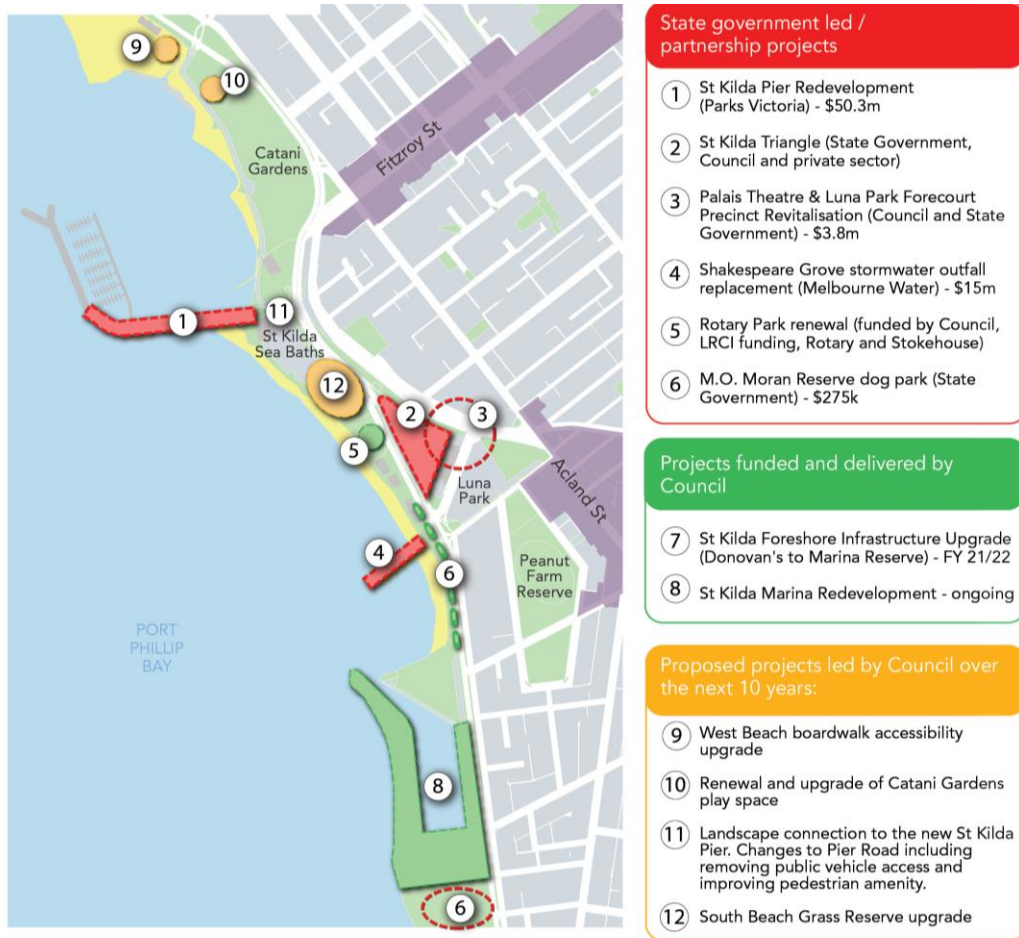 9
10
Catani
Gardens
Fitzroy St
1
11
St Kilda
Sea Baths
12
2
3
5
Luna
Park
Acland St
4
6
Peanut
Farm
Reserve
PORT
PHILLIP
BAY
8
6
State government led /
partnership projects
1 St Kilda Pier Redevelopment
(Parks Victoria) - $50.3m
2 St Kilda Triangle (State Government,
Council and private sector)
3 Palais Theatre & Luna Park Forecourt
Precinct Revitalisation (Council and State
Government) - $3.8m
4 Shakespeare Grove stormwater outfall
replacement (Melbourne Water) - $15m
5 Rotary Park renewal (funded by Council,
LRCI funding, Rotary and Stokehouse)
6 M.O. Moran Reserve dog park (State
Government) - $275k
Projects funded and delivered by
Council
7 St Kilda Foreshore Infrastructure Upgrade
(Donovan's to Marina Reserve) - FY 21/22
8 St Kilda Marina Redevelopment - ongoing
Proposed projects led by Council over
the next 10 years:
9 West Beach boardwalk accessibility
upgrade
10 Renewal and upgrade of Catani Gardens
play space
11 Landscape connection to the new St Kilda
Pier. Changes to Pier Road including
removing public vehicle access and
improving pedestrian amenity.
12 South Beach Grass Reserve upgrade